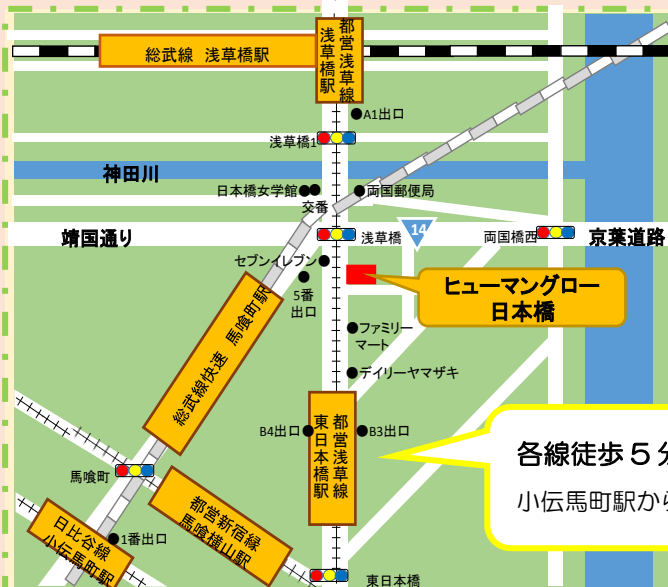 総武線 浅草橋駅
都営浅草線
浅草橋駅
A1出口
浅草橋1
神田川
日本橋女学館
交番
両国郵便局
靖国通り
浅草橋
14
両国橋西
京葉道路
セブンイレブン
5番
出口
ヒューマングロー
日本橋
総武線快速 馬喰町駅
ファミリー
マート
デイリーヤマザキ
B4出口
都営浅草線
東日本橋駅
B3出口
各線徒歩５分
小伝馬町駅から
馬喰町
都営新宿縁
馬喰横山駅
日比谷線
小伝馬町駅
1番出口
東日本橋